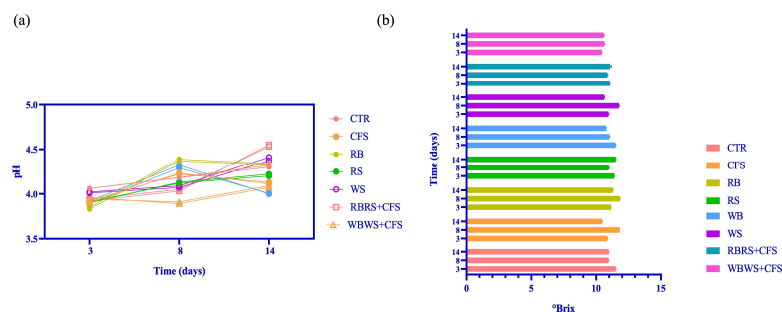 (a)
(b)
5.0
4.5
4.0
3.5
pH
3
8
14
Time (days)
CTR
CFS
RB
RS
WS
RBRS+CFS
WBWS+CFS
Time (days)
14
8
3
14
8
3
14
8
3
14
8
3
14
8
3
14
8
3
14
8
3
14
8
3
0
5
10
15
°Brix
CTR
CFS
RB
RS
WB
WS
RBRS+CFS
WBWS+CFS